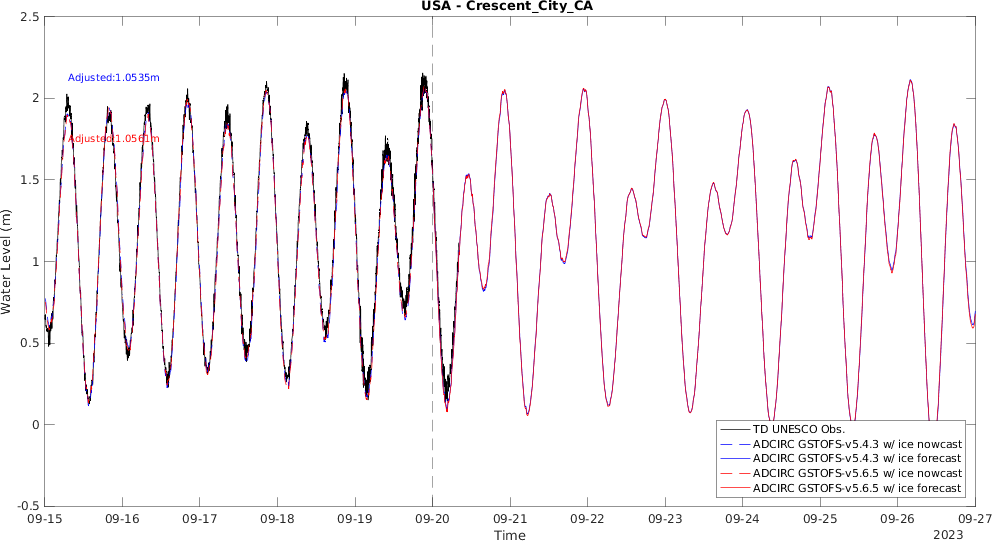 USA - Crescent_City_CA
2.5
2
1.5
1
0.5
0
-0.5
Water Level (m)
Adjusted:1.0535m
Adjusted:1.0561m
TD UNESCO Obs.
ADCIRC GSTOFS-v5.4.3 w/ ice nowcast
ADCIRC GSTOFS-v5.4.3 w/ ice forecast
ADCIRC GSTOFS-v5.6.5 w/ ice nowcast
ADCIRC GSTOFS-v5.6.5 w/ ice forecast
09-15 09-16 09-17 09-18 09-19 09-20 09-21 09-22 09-23 09-24 09-25 09-26 09-27
Time
2023